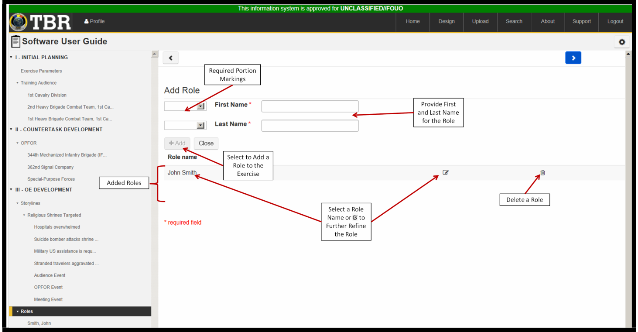 This information system is approved for UNCLASSIFIED//FOUO
TBR
Profile
Home
Design
Upload
Search
About
Support
Logout
Software User Guide
I - INITIAL PLANNING
Exercise Parameters
Training Audience
1st Cavalry Division
2nd Heavy Brigade Combat Team, 1st Ca...
1st Heavy Brigade Combat Team, 1st Ca...
II - COUNTERTASK DEVELOPMENT
OPFOR
544th Mechanized Infantry Brigade (IF...
362nd Signal Company
Special-Purpose Forces
III - OE DEVELOPMENT
Storylines
Religious Shrines Targeted
Hospitals overwhelmed
Suicide bomber attacks shrine ...
Military US assistance is requ...
Stranded travelers aggravated ...
Audience Event
OPFOR Event
Meeting Event
Roles
Smith, John
Required Portion
Markings
Add Role
First Name *
Last Name *
Provide First
and Last Name
for the Role
+ Add
Close
Role name
Select to Add a
Role to the
Exercise
John Smith
Added Roles
Delete a Role
Select a Role
Name or
to
Further Refine
the Role
* required field